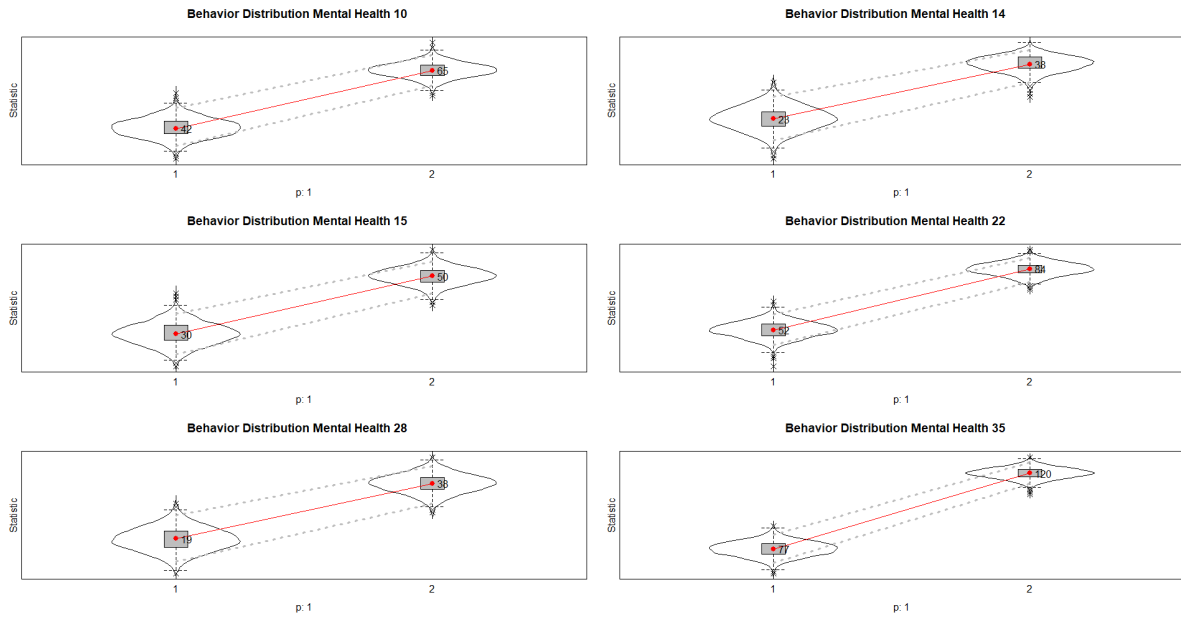 Behavior Distribution Mental Health 10
Statistic
65
42
1 2
p: 1
Behavior Distribution Mental Health 14
Statistic
38
23
1 2
p: 1
Behavior Distribution Mental Health 15
Statistic
50
30
1 2
p: 1
Behavior Distribution Mental Health 22
Statistic
84
52
1 2
p: 1
Behavior Distribution Mental Health 28
Statistic
38
19
1 2
p: 1
Behavior Distribution Mental Health 35
Statistic
120
77
1 2
p: 1